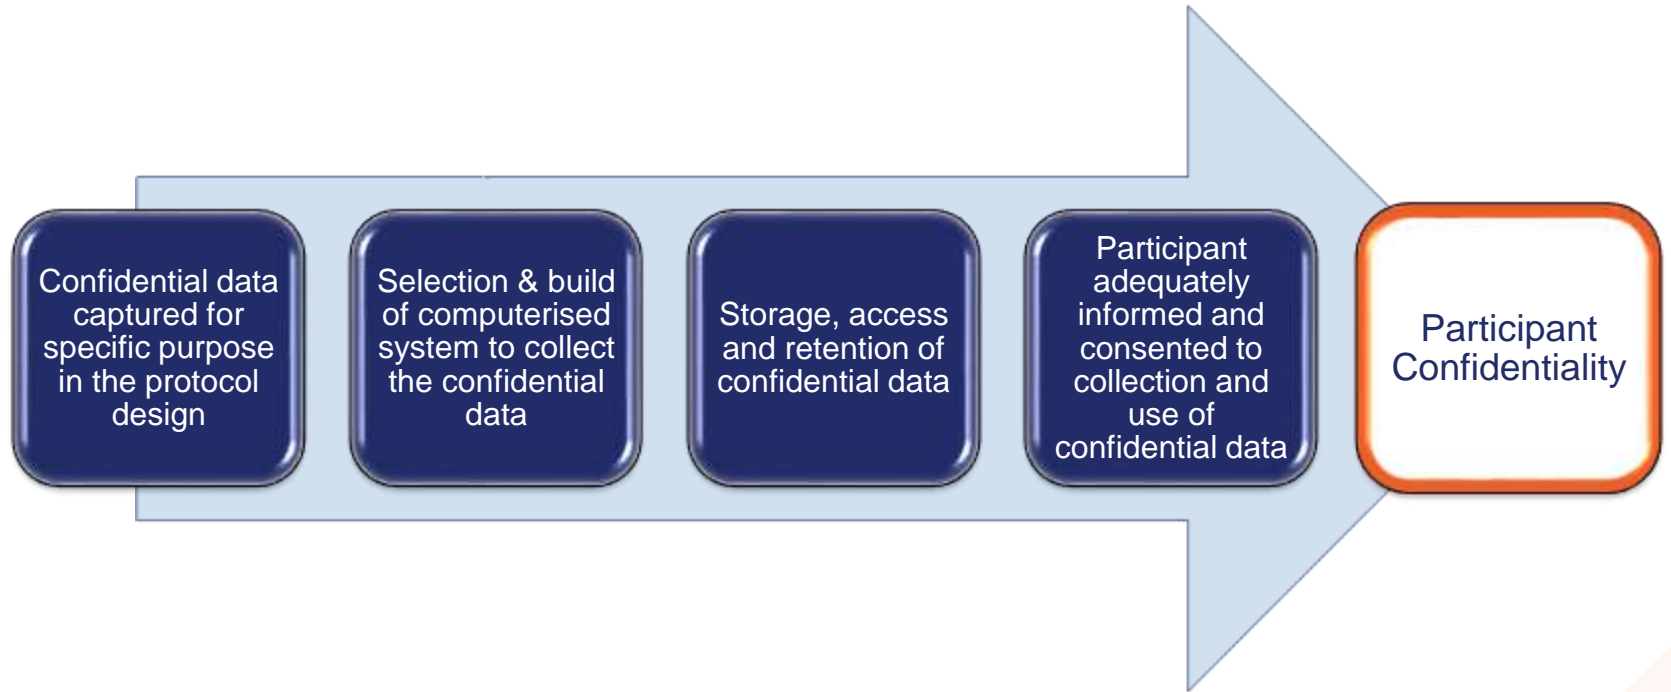 Confidential data
captured for
specific purpose
in the protocol
design
Selection & build
of computerised
system to collect
the confidential
data
Storage, access
and retention of
confidential data
Participant
adequately
informed and
consented to
collection and
use of
confidential data
Participant
Confidentiality